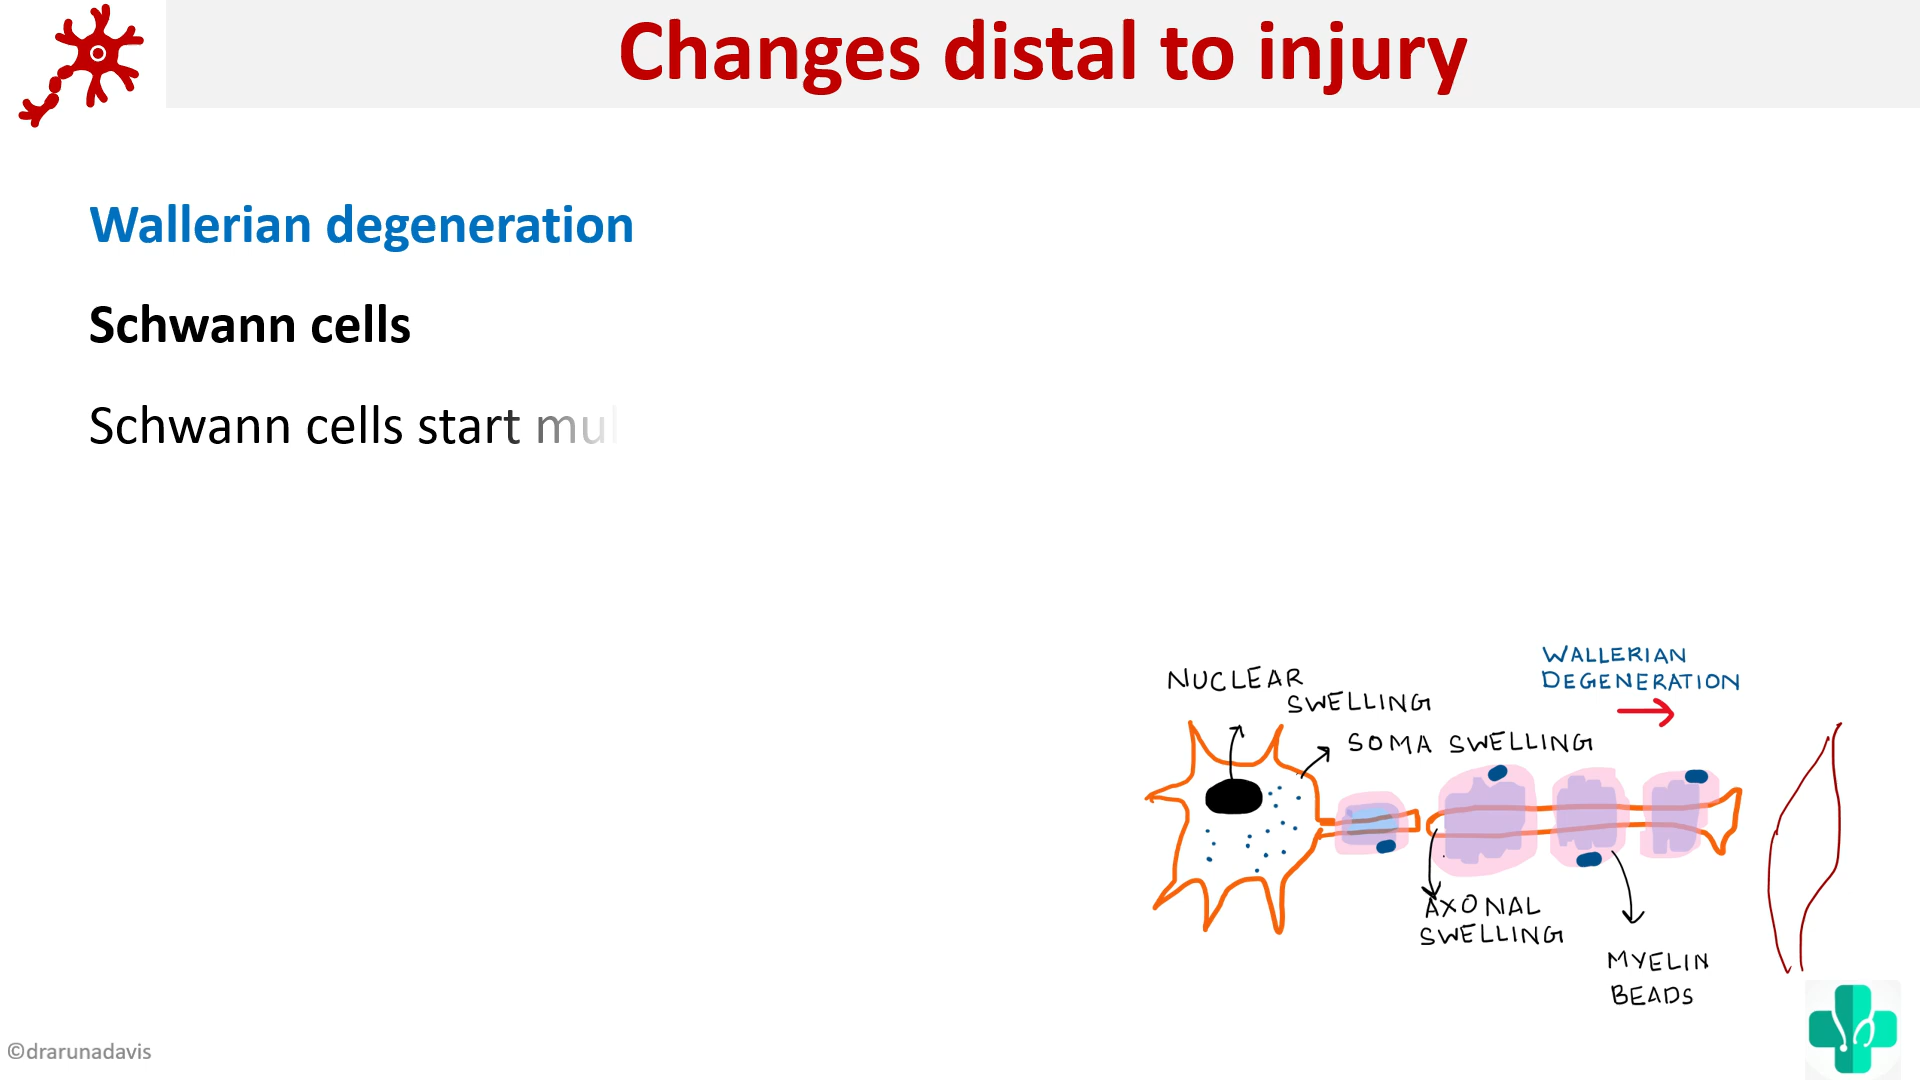 Changes distal to injury
Wallerian degeneration
Schwann cells
Schwann cells start mul
WALLERIAN
DEGENERATION
NUCLEAR
SWELLING
SOMA SWELLING
AXONAL
SWELLING
MYELIN
BEADS
©drarunadavis